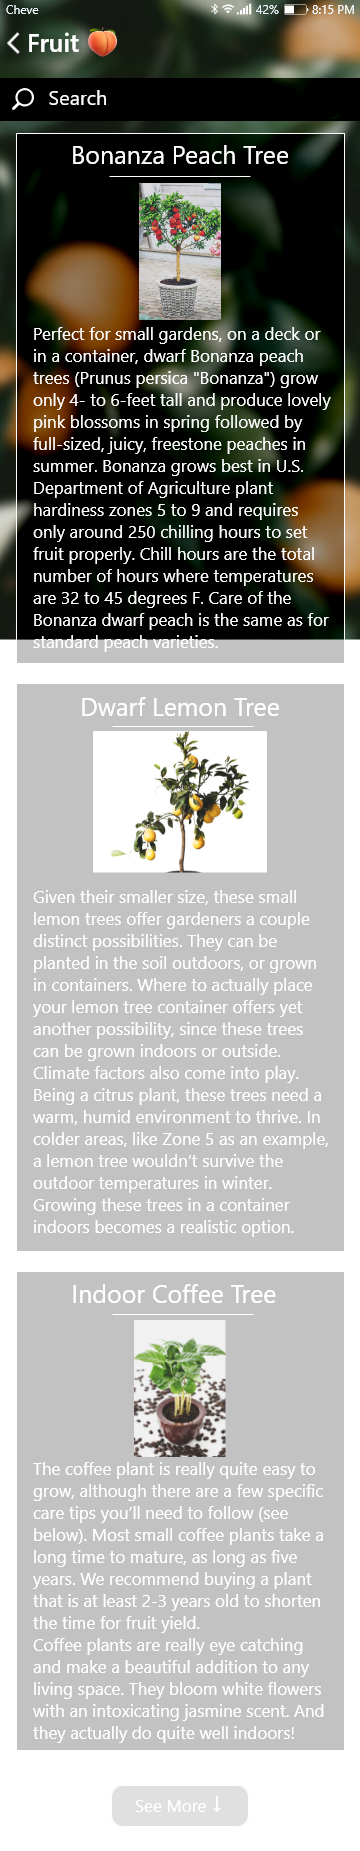 Cheve 42% 8:15 PM
Fruit 🍑
Search
Bonanza Peach Tree
Perfect for small gardens, on a deck or
in a container, dwarf Bonanza peach
trees (Prunus persica "Bonanza") grow
only 4- to 6-feet tall and produce lovely
pink blossoms in spring followed by
full-sized, juicy, freestone peaches in
summer. Bonanza grows best in U.S.
Department of Agriculture plant
hardiness zones 5 to 9 and requires
only around 250 chilling hours to set
fruit properly. Chill hours are the total
number of hours where temperatures
are 32 to 45 degrees F. Care of the
Bonanza dwarf peach is the same as for
standard peach varieties.
Dwarf Lemon Tree
Given their smaller size, these small
lemon trees offer gardeners a couple
distinct possibilities. They can be
planted in the soil outdoors, or grown
in containers. Where to actually place
your lemon tree container offers yet
another possibility, since these trees
can be grown indoors or outside.
Climate factors also come into play.
Being a citrus plant, these trees need a
warm, humid environment to thrive. In
colder areas, like Zone 5 as an example,
a lemon tree wouldn't survive the
outdoor temperatures in winter.
Growing these trees in a container
indoors becomes a realistic option.
Indoor Coffee Tree
The coffee plant is really quite easy to
grow, although there are a few specific
care tips you'll need to follow (see
below). Most small coffee plants take a
long time to mature, as long as five
years. We recommend buying a plant
that is at least 2-3 years old to shorten
the time for fruit yield.
Coffee plants are really eye catching
and make a beautiful addition to any
living space. They bloom white flowers
with an intoxicating jasmine scent. And
they actually do quite well indoors!
See More ↓